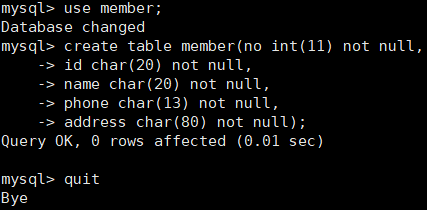 mysql> use member;
Database changed
mysql> create table member(no int(11) not null,
    -> id char(20) not null,
    -> name char(20) not null,
    -> phone char(13) not null,
    -> address char(80) not null);
Query OK, 0 rows affected (0.01 sec)

mysql> quit
Bye